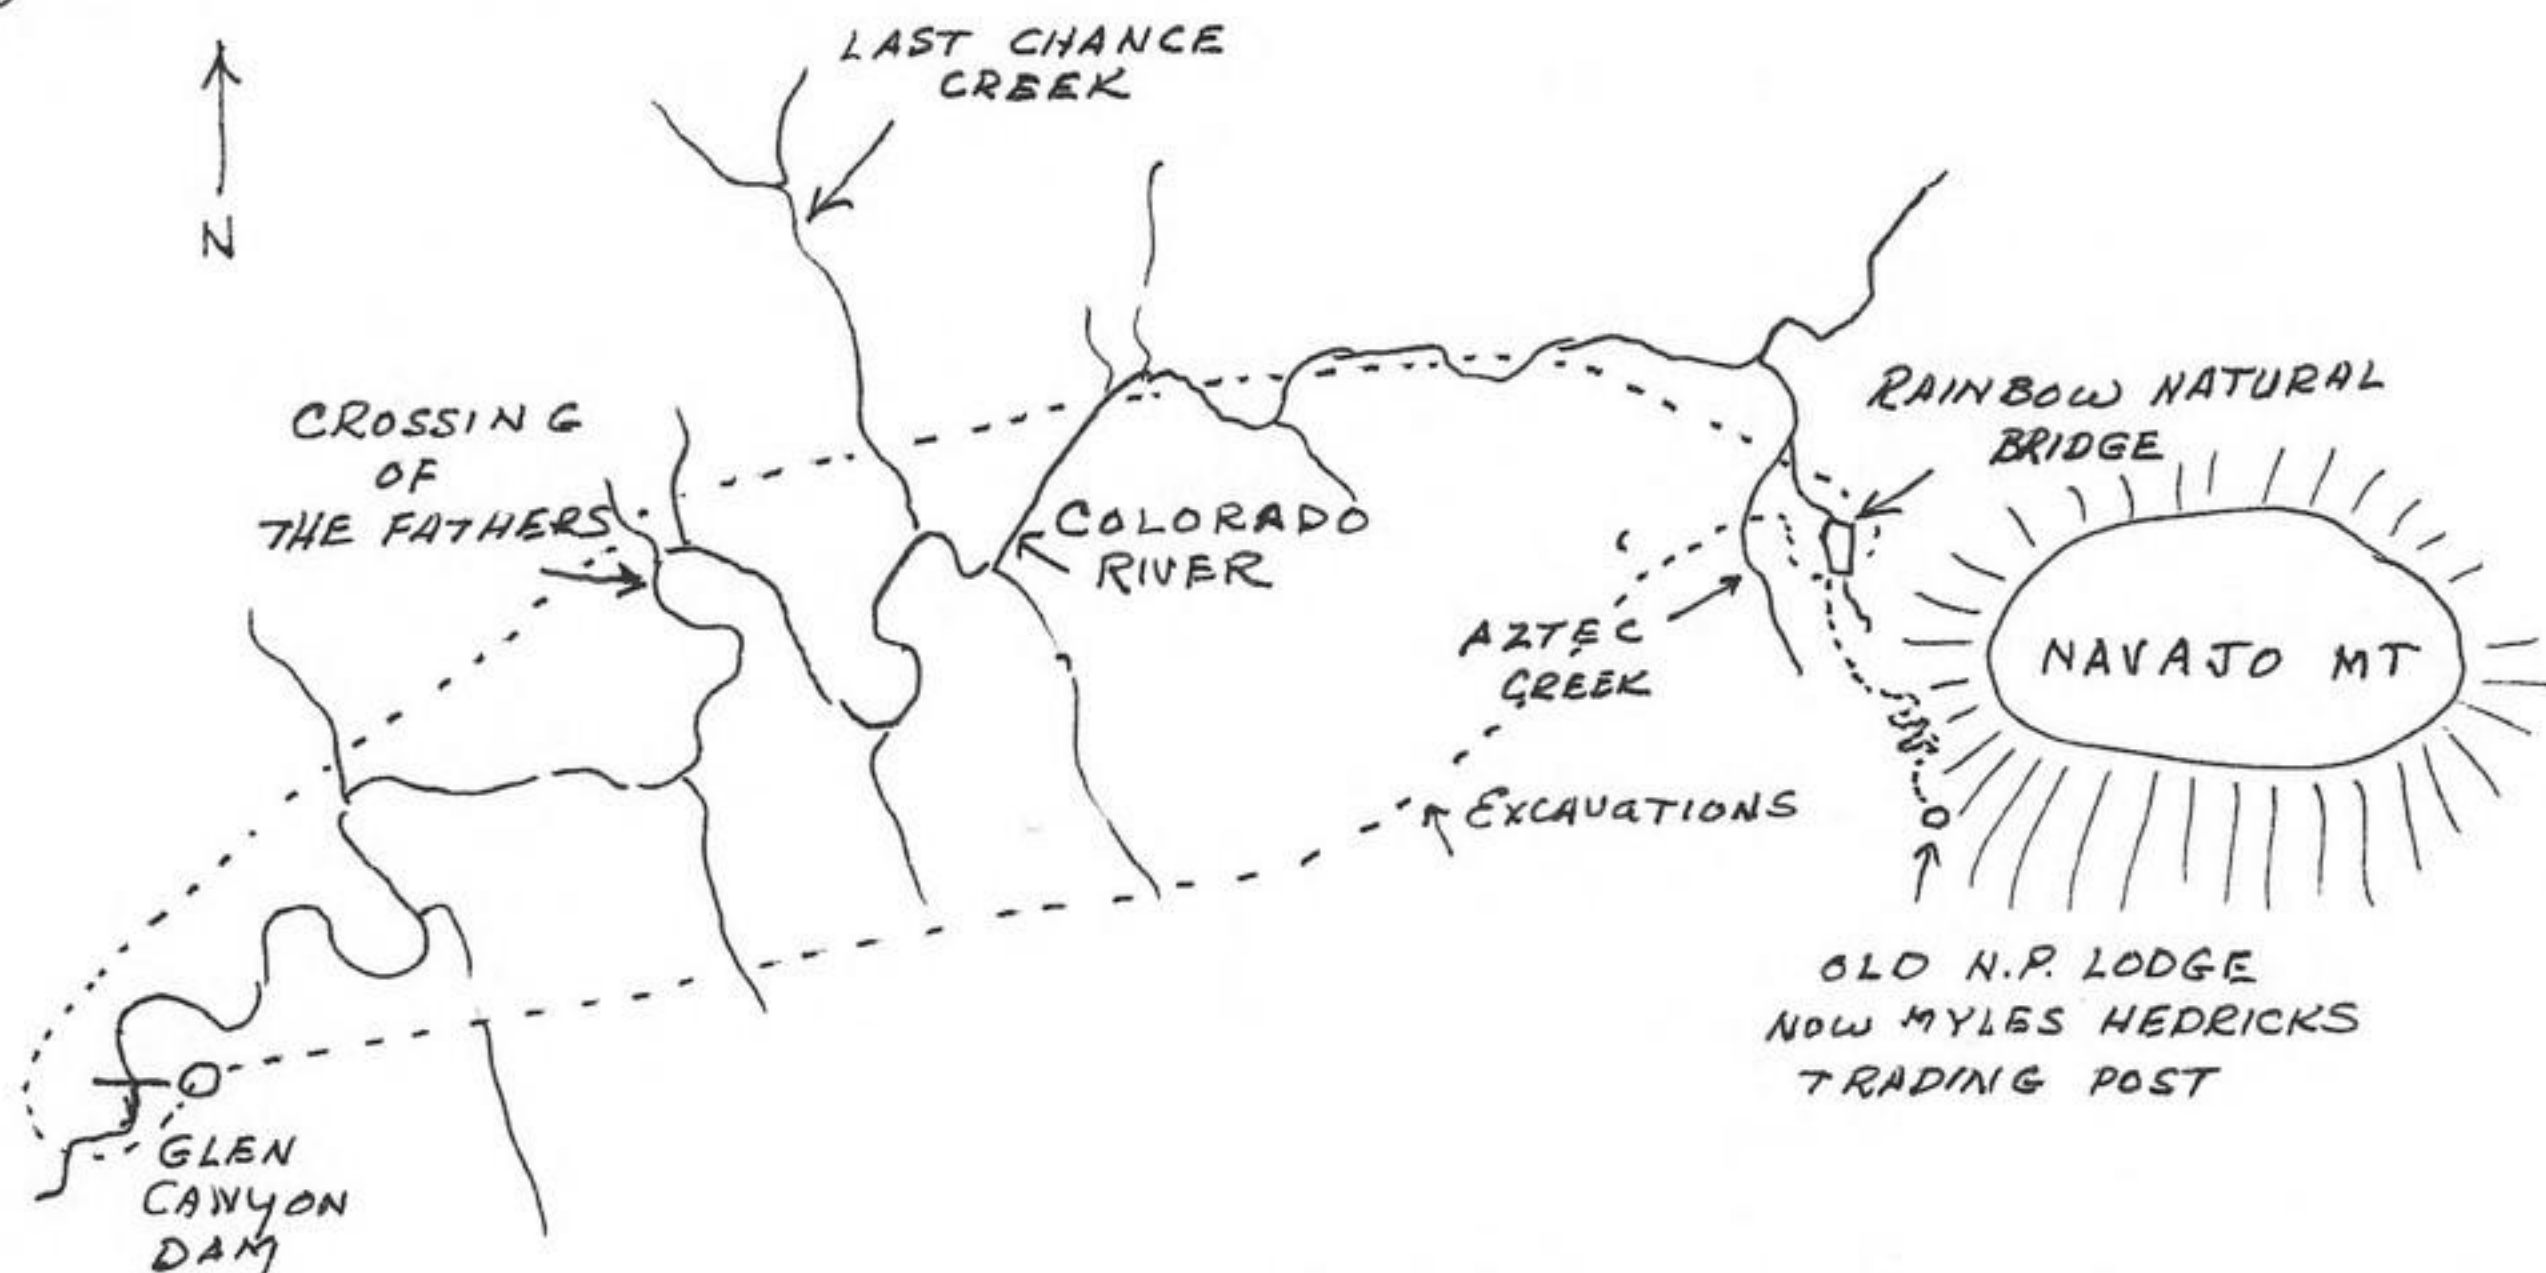 LAST CHANCE
CREEK
N
CROSSING
OF
THE FATHERS
RAINBOW NATURAL
BRIDGE
COLORADO
RIVER
AZTEC
CREEK
NAVAJO MT
EXCAVATIONS
OLD N.P. LODGE
NOW MYLES HEDRICKS
TRADING POST
GLEN
CANYON
DAM